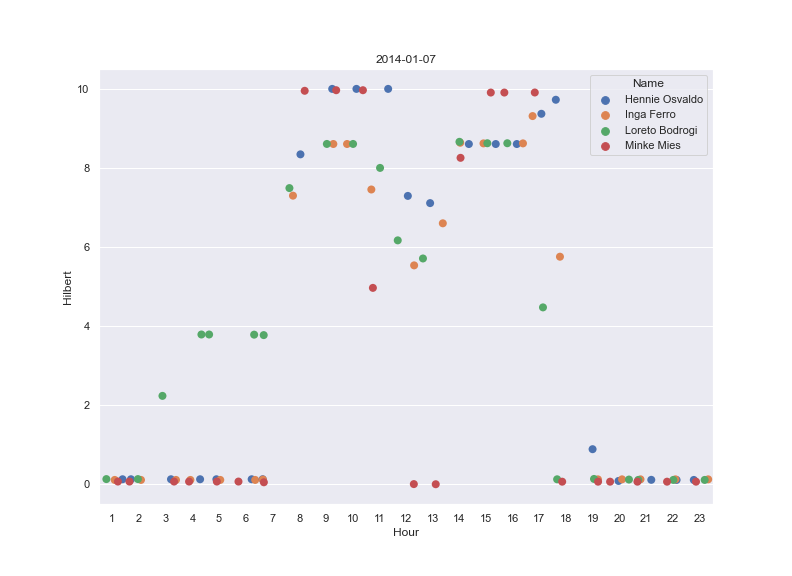 2014-01-07
Name
Hennie Osvaldo
Inga Ferro
Loreto Bodrogi
Minke Mies
10
8
6
4
2
0
Hilbert
1 2 3 4 5 6 7 8 9 10 11 12 13 14 15 16 17 18 19 20 21 22 23
Hour